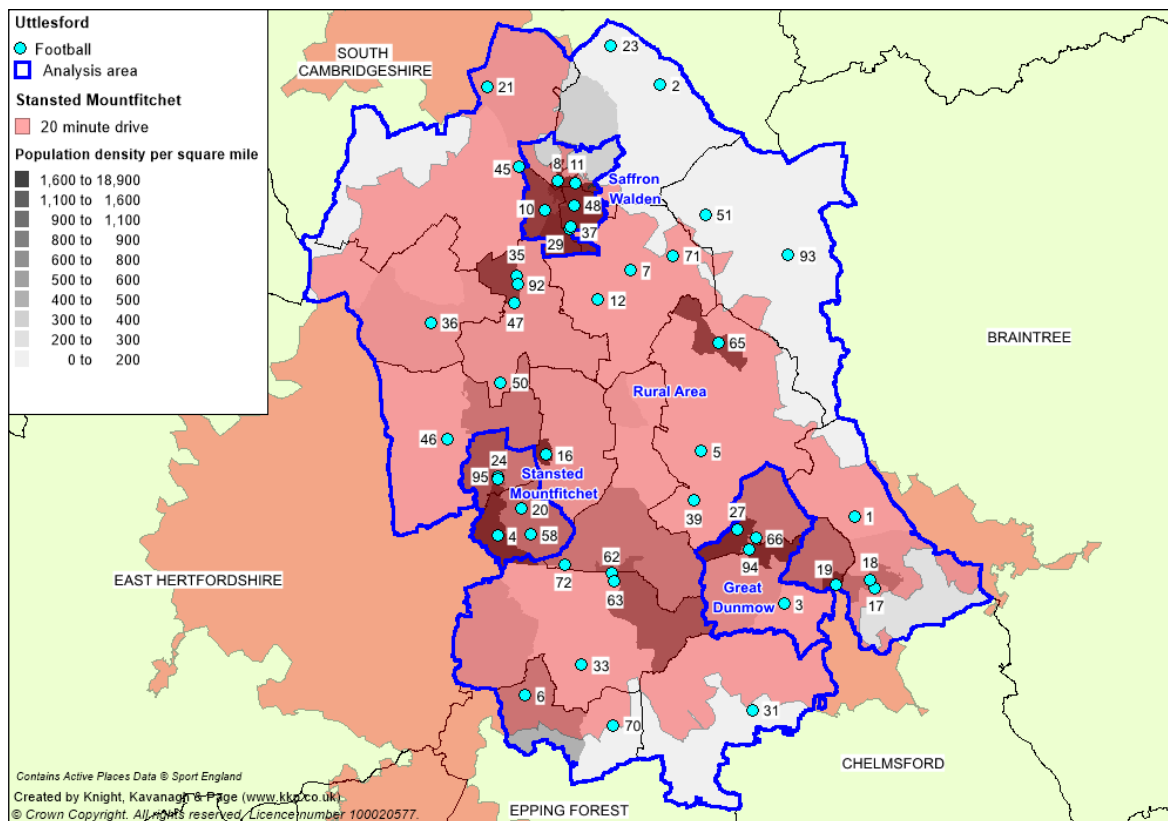 Uttlesford
Football
Analysis area
Stansted Mountfitchet
20 minute drive
Population density per square mile
1,600 to 18,900
1,100 to 1,600
900 to 1,100
800 to 900
600 to 800
500 to 600
400 to 500
300 to 400
200 to 300
0 to 200
SOUTH
CAMBRIDGESHIRE
23
2
21
45
8
11
Saffron
Walden
10
48
37
29
51
93
71
7
12
35
92
47
36
65
BRAINTREE
50
Rural Area
46
16
5
24
95
Stansted
Mountfitchet
20
39
4
58
27
66
94
1
EAST HERTFORDSHIRE
72
62
63
Great
Dunmow
3
19
18
17
33
6
70
31
CHELMSFORD
EPPING FOREST
Contains Active Places Data © Sport England
Created by Knight, Kavanagh & Page (www.kkp.co.uk)
© Crown Copyright. All rights reserved. Licence number 100020577.